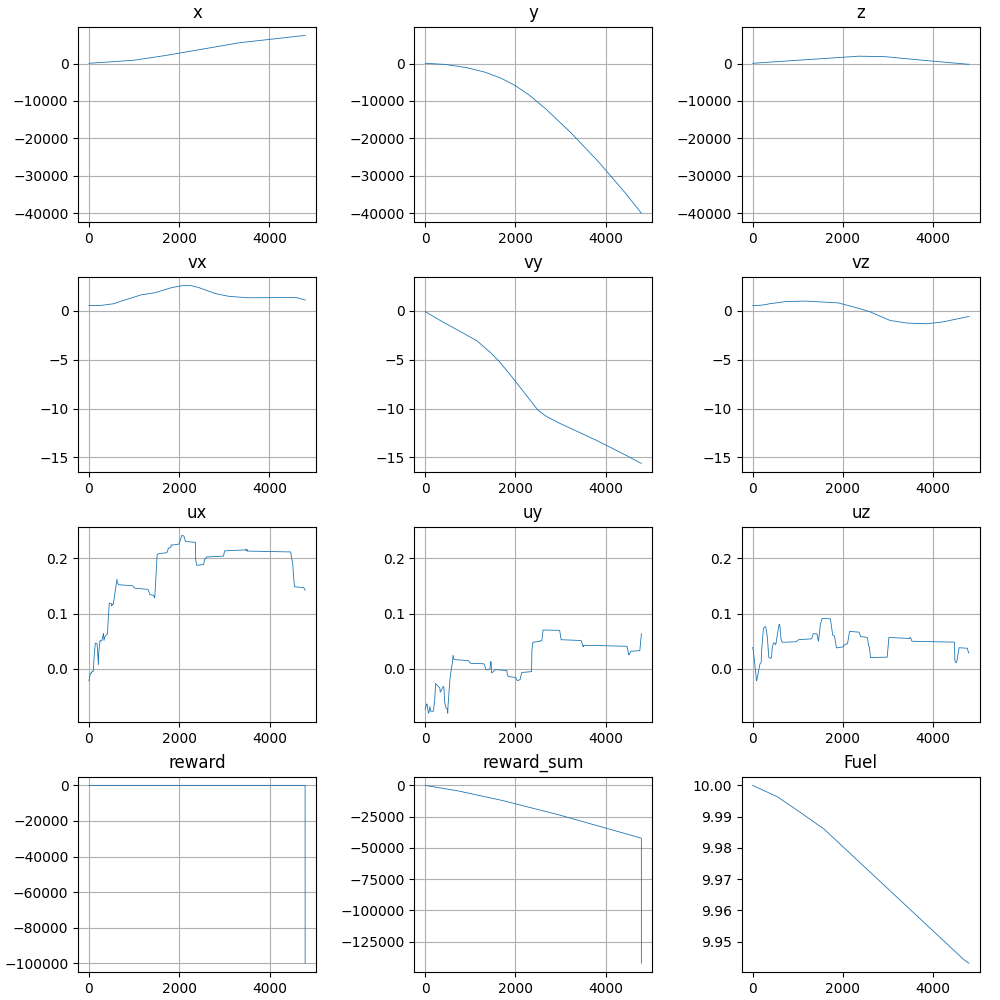 x y z
0 0 0
−10000 −10000 −10000
−20000 −20000 −20000
−30000 −30000 −30000
−40000 −40000 −40000
0 2000 4000 0 2000 4000 0 2000 4000
vx vy vz
0 0 0
−5 −5 −5
−10 −10 −10
−15 −15 −15
0 2000 4000 0 2000 4000 0 2000 4000
ux uy uz
0.2 0.2 0.2
0.1 0.1 0.1
0.0 0.0 0.0
0 2000 4000 0 2000 4000 0 2000 4000
reward reward_sum Fuel
0 0 10.00
−20000 −25000 9.99
−40000 −50000 9.98
−60000 −75000 9.97
−80000 −100000 9.96
−100000 −125000 9.95
0 2000 4000 0 2000 4000 0 2000 4000